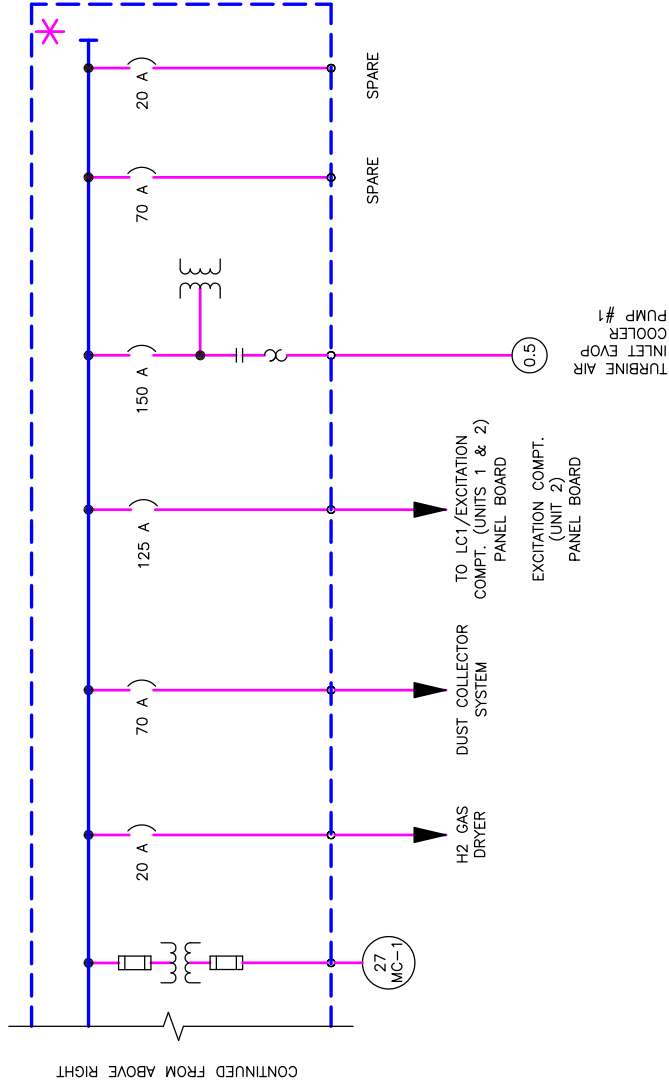 CONTINUED FROM ABOVE RIGHT
27
MC-1
20 A
H2 GAS
DRYER
70 A
DUST COLLECTOR
SYSTEM
125 A
TO LC1/EXCITATION
COMPT. (UNITS 1 & 2)
PANEL BOARD
EXCITATION COMPT.
(UNIT 2)
PANEL BOARD
150 A
0.5
TURBINE AIR
INLET EVOP
COOLER
PUMP #1
70 A
SPARE
20 A
SPARE